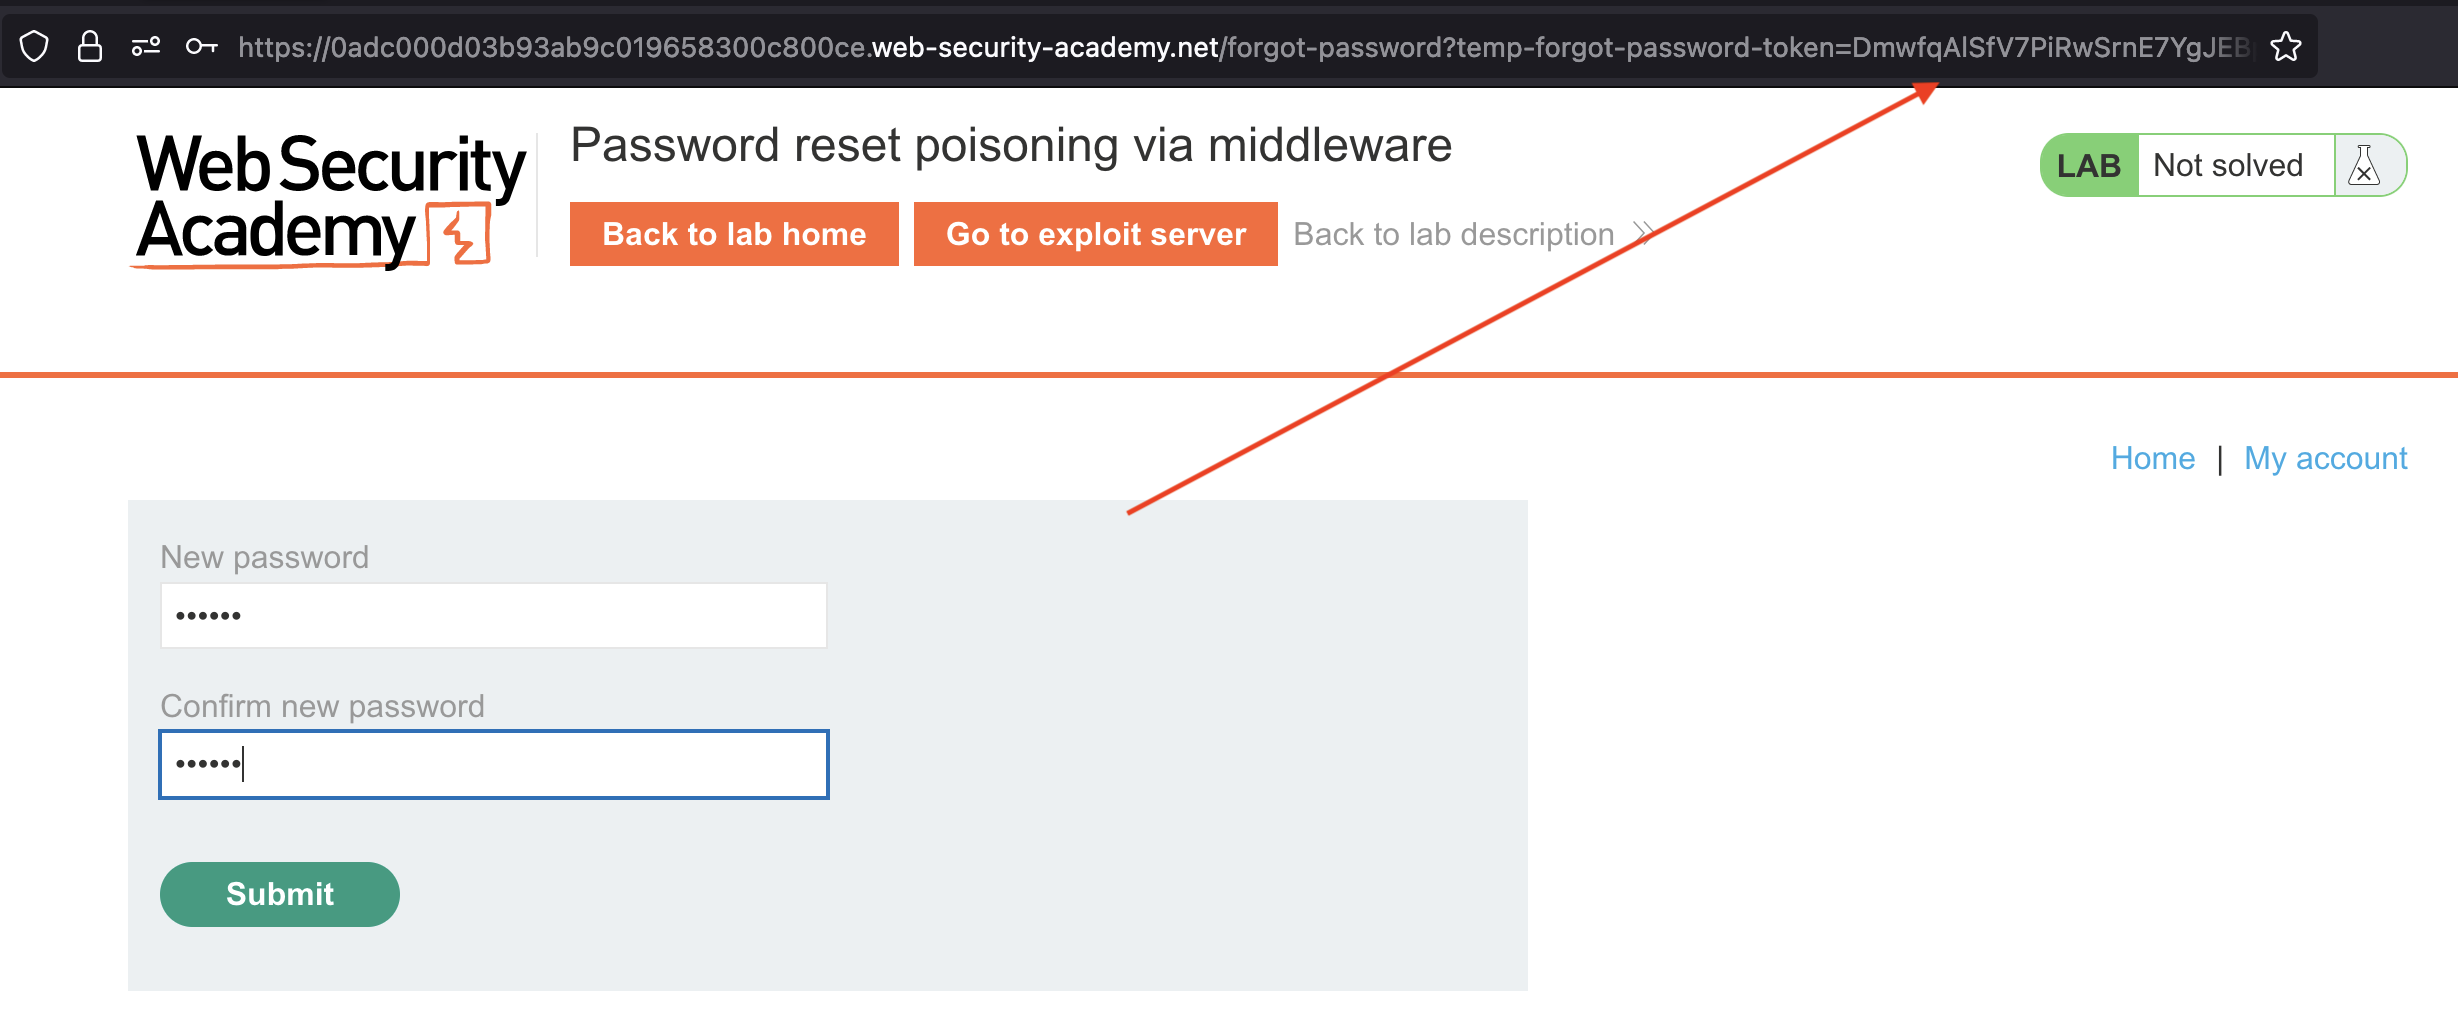 https://0adc000d03b93ab9c019658300c800ce.web-security-academy.net/forgot-password?temp-forgot-password-token=DmwfqAlSfV7PiRwSrnE7YgJEB
Web Security
Academy
Password reset poisoning via middleware
Back to lab home
Go to exploit server
Back to lab description
LAB
Not solved
Home | My account
New password
••••••
Confirm new password
••••••
Submit